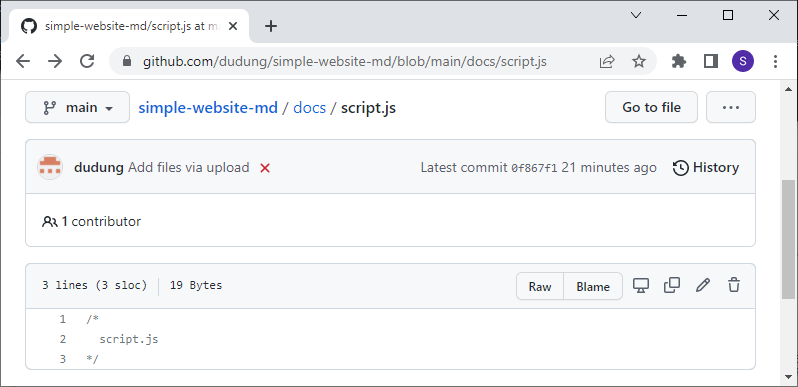 simple-website-md/script.js at m
github.com/dudung/simple-website-md/blob/main/docs/script.js
S
main simple-website-md / docs / script.js Go to file ...
dudung Add files via upload Latest commit 0f867f1 21 minutes ago History
1 contributor
3 lines (3 sloc) 19 Bytes Raw Blame
1 /*
2 script.js
3 */